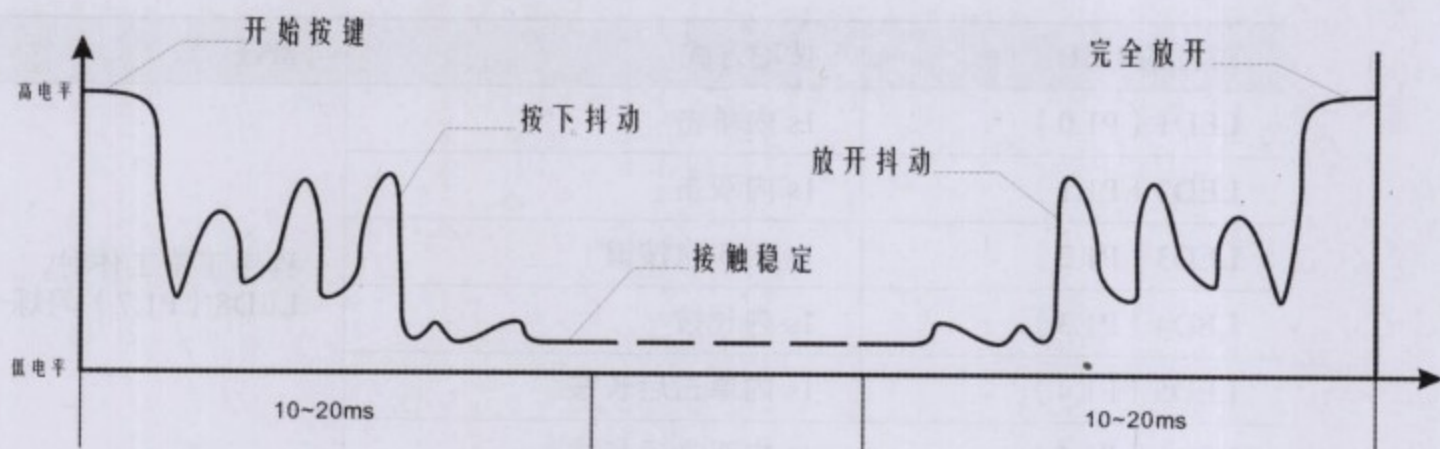 开始按键
完全放开
高电平
按下抖动
放开抖动
接触稳定
低电平
10~20ms
10~20ms